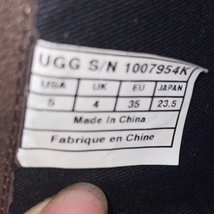 UGG S/N 1007954K
USA UK EU JAPAN
5 4 35 23.5
Made in China
Fabrique en Chine